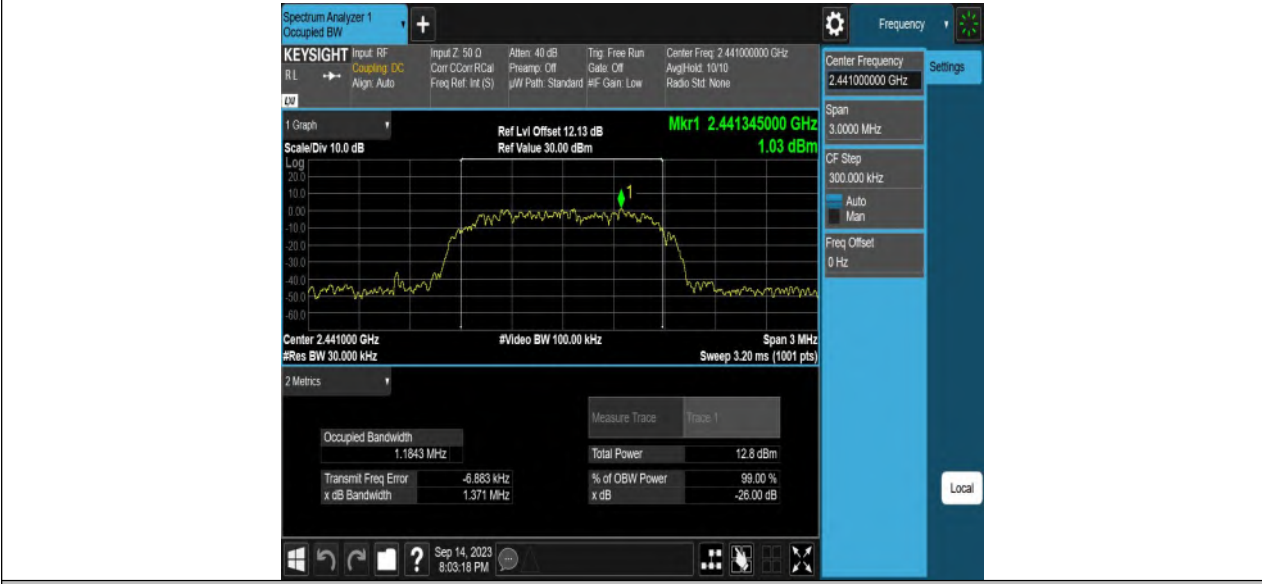 Spectrum Analyzer 1
Occupied BW
+
Frequency
KEYSIGHT
RL
LXI
Input: RF
Coupling: DC
Align: Auto
Input Z: 50 Ω
Corr CCorr RCal
Freq Ref: Int (S)
Atten: 40 dB
Preamp: Off
µW Path: Standard
Trig: Free Run
Gate: Off
#IF Gain: Low
Center Freq: 2.441000000 GHz
Avg|Hold: 10/10
Radio Std: None
Center Frequency
2.441000000 GHz
Settings
Span
3.0000 MHz
CF Step
300.000 kHz
Auto
Man
Freq Offset
0 Hz
Local
1 Graph
Scale/Div 10.0 dB
Ref Lvl Offset 12.13 dB
Ref Value 30.00 dBm
Mkr1 2.441345000 GHz
1.03 dBm
Log
20.0
10.0
0.00
-10.0
-20.0
-30.0
-40.0
-50.0
-60.0
1
Center 2.441000 GHz
#Res BW 30.000 kHz
#Video BW 100.00 kHz
Span 3 MHz
Sweep 3.20 ms (1001 pts)
2 Metrics
Measure Trace Trace 1
Occupied Bandwidth
1.1843 MHz
Total Power 12.8 dBm
Transmit Freq Error -6.883 kHz
% of OBW Power 99.00 %
x dB Bandwidth 1.371 MHz
x dB -26.00 dB
?
Sep 14, 2023
8:03:18 PM